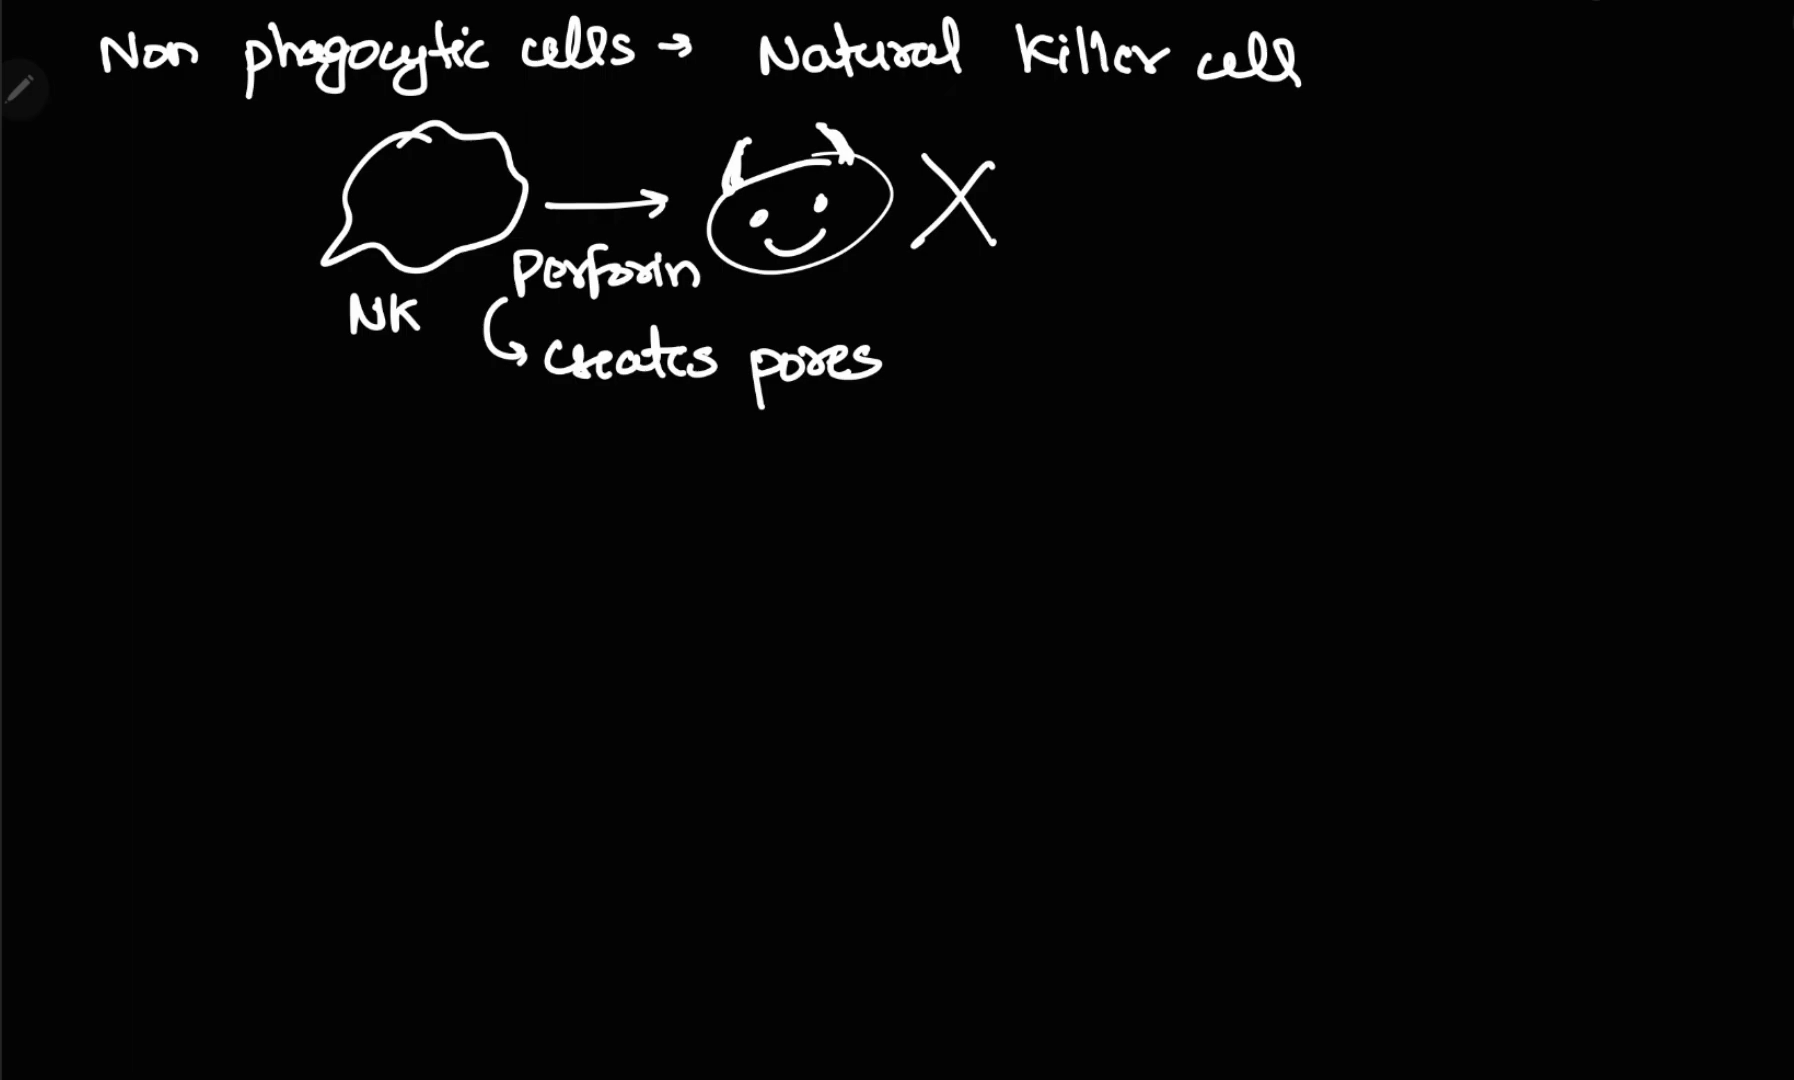 Non phagocytic cells → Natural Killer cell
Perforin
NK
creates pores